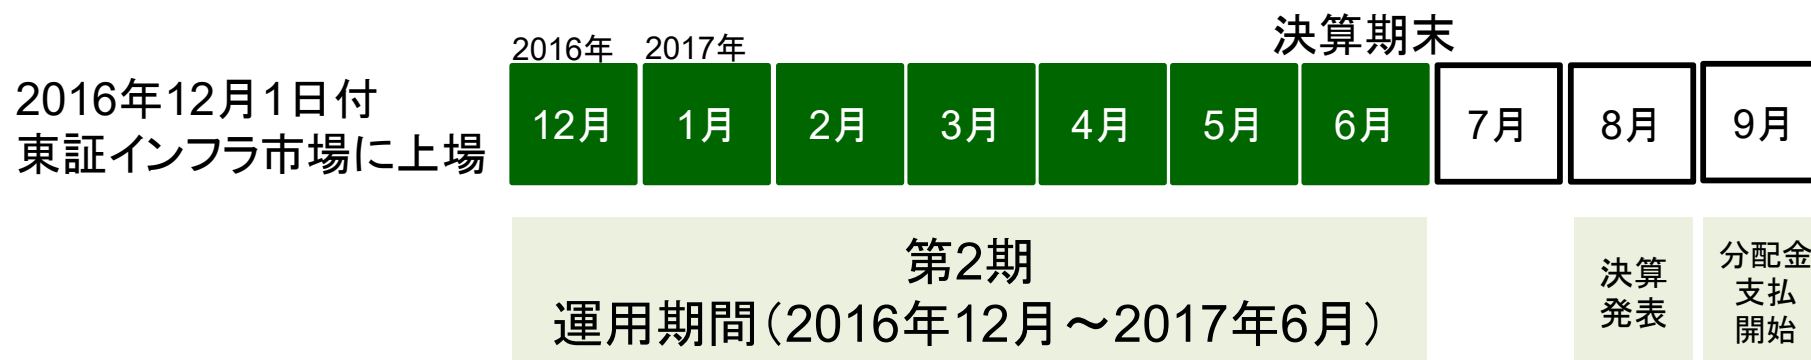 決算期末
2016年 2017年
2016年12月1日付
東証インフラ市場に上場
12月 1月 2月 3月 4月 5月 6月 7月 8月 9月
第2期
運用期間(2016年12月~2017年6月)
決算
発表
分配金
支払
開始